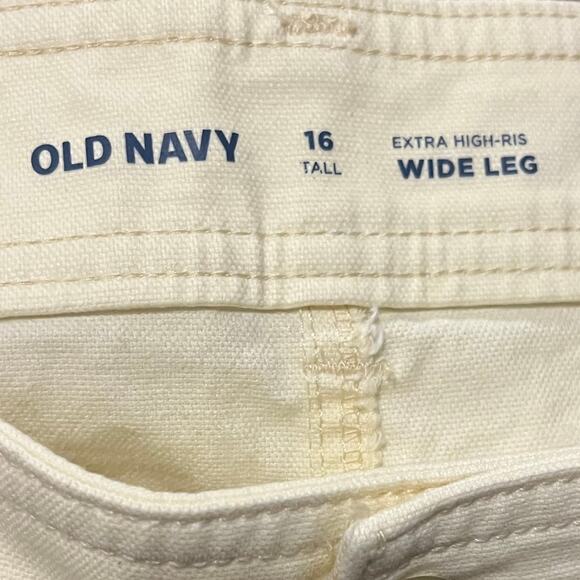 OLD NAVY
16
TALL
EXTRA HIGH-RIS
WIDE LEG